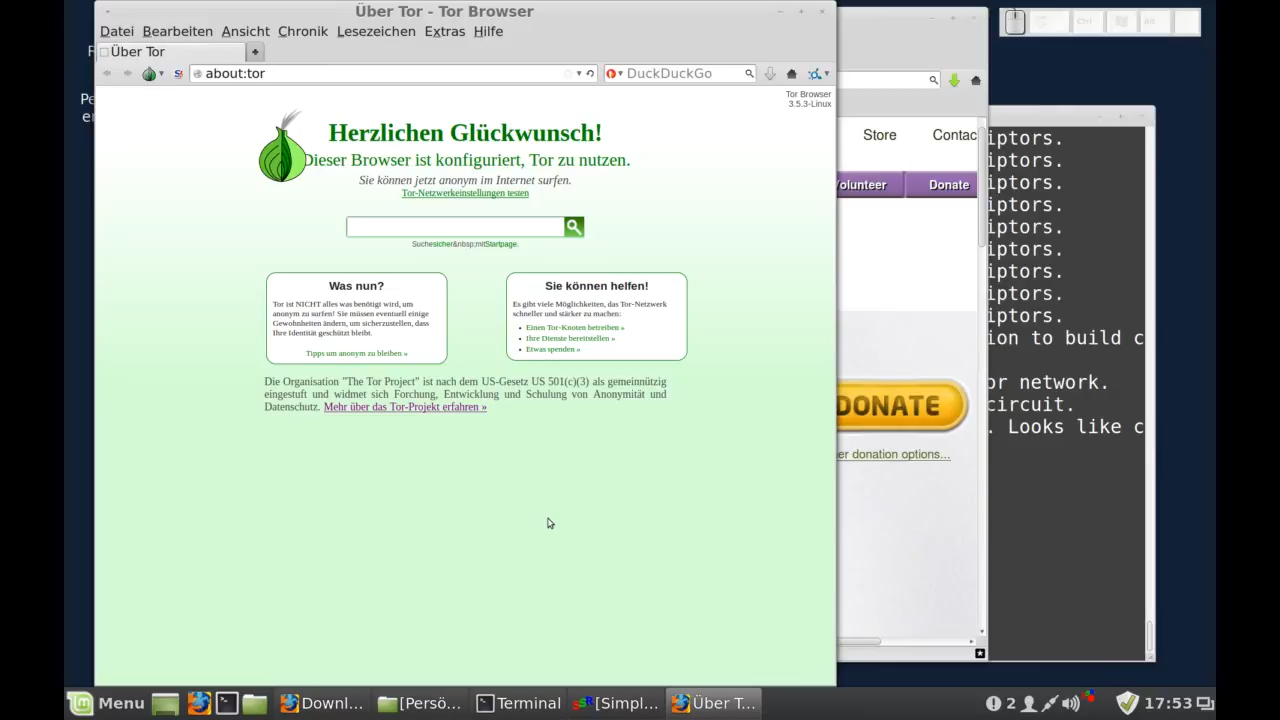 Über Tor - Tor Browser
Datei Bearbeiten Ansicht Chronik Lesezeichen Extras Hilfe
Über Tor
about:tor
DuckDuckGo
Tor Browser
3.5.3-Linux
Herzlichen Glückwunsch!
Dieser Browser ist konfiguriert, Tor zu nutzen.
Sie können jetzt anonym im Internet surfen.
Tor-Netzwerkeinstellungen testen
Suchesicher&nbsp;mitStartpage.
Was nun?
Tor ist NICHT alles was benötigt wird, um
anonym zu surfen! Sie müssen eventuell einige
Gewohnheiten ändern, um sicherzustellen, dass
Ihre Identität geschützt bleibt.
Tipps um anonym zu bleiben »
Sie können helfen!
Es gibt viele Möglichkeiten, das Tor-Netzwerk
schneller und stärker zu machen:
Einen Tor-Knoten betreiben »
Ihre Dienste bereitstellen »
Etwas spenden »
Die Organisation "The Tor Project" ist nach dem US-Gesetz US 501(c)(3) als gemeinnützig
eingestuft und widmet sich Forschung, Entwicklung und Schulung von Anonymität und
Datenschutz. Mehr über das Tor-Projekt erfahren »
Store Contac
olunteer Donate
DONATE
er donation options...
iptors.
iptors.
iptors.
iptors.
iptors.
iptors.
iptors.
iptors.
iptors.
ion to build c
or network.
circuit.
. Looks like c
Ctrl
Alt
Menu
Downl...
[Persö...
Terminal
[Simpl...
Über T...
2
17:53